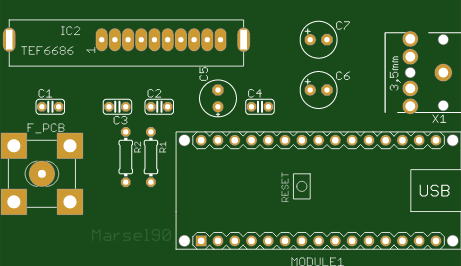 C7
IC2
TEF6686
1
3,5mm
C5
C6
C1
C3
C2
C4
X1
F_PCB
R2
R1
RESET
USB
Marsel90
MODULE1